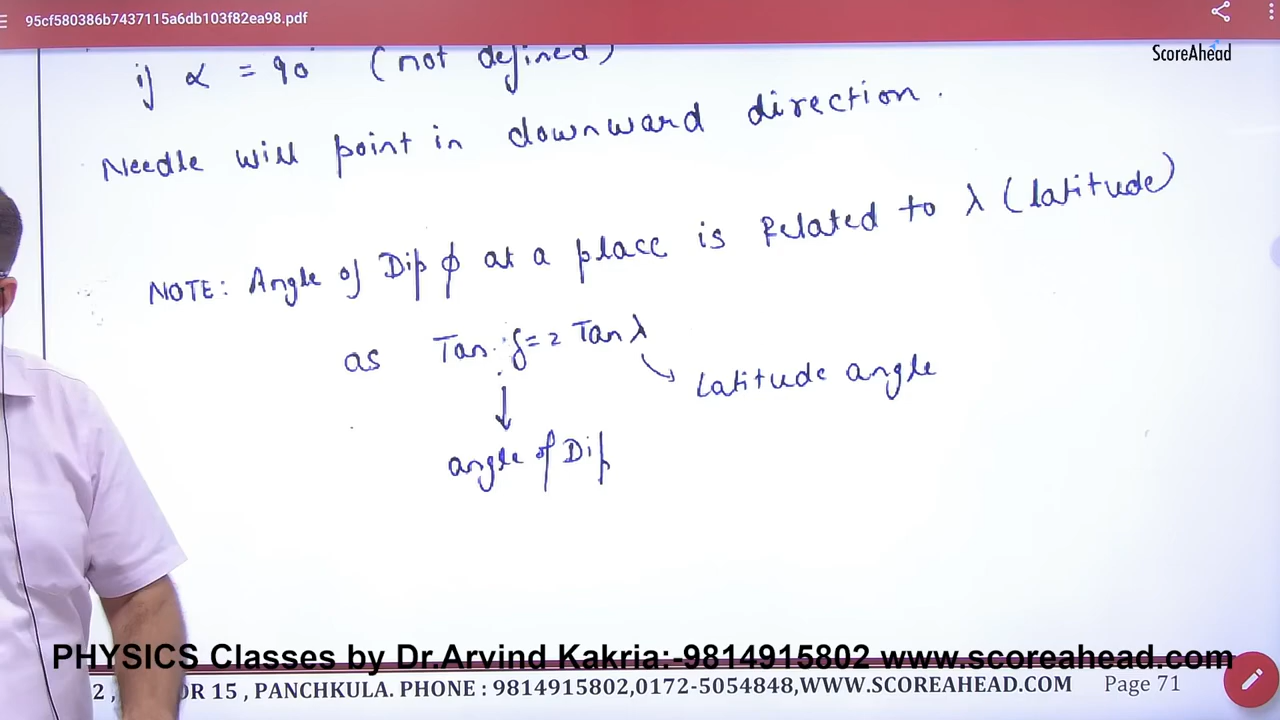 95cf580386b7437115a6db103f82ea98.pdf
ScoreAhead
if α = 90° (not defined)
Needle will point in downward direction.
NOTE: Angle of Dip ϕ at a place is Related to λ (latitude)
as Tan δ = 2 Tan λ
Latitude angle
angle of Dip
PHYSICS Classes by Dr.Arvind Kakria:-9814915802 www.scoreahead.com
2 , OR 15 , PANCHKULA. PHONE : 9814915802,0172-5054848,WWW.SCOREAHEAD.COM Page 71